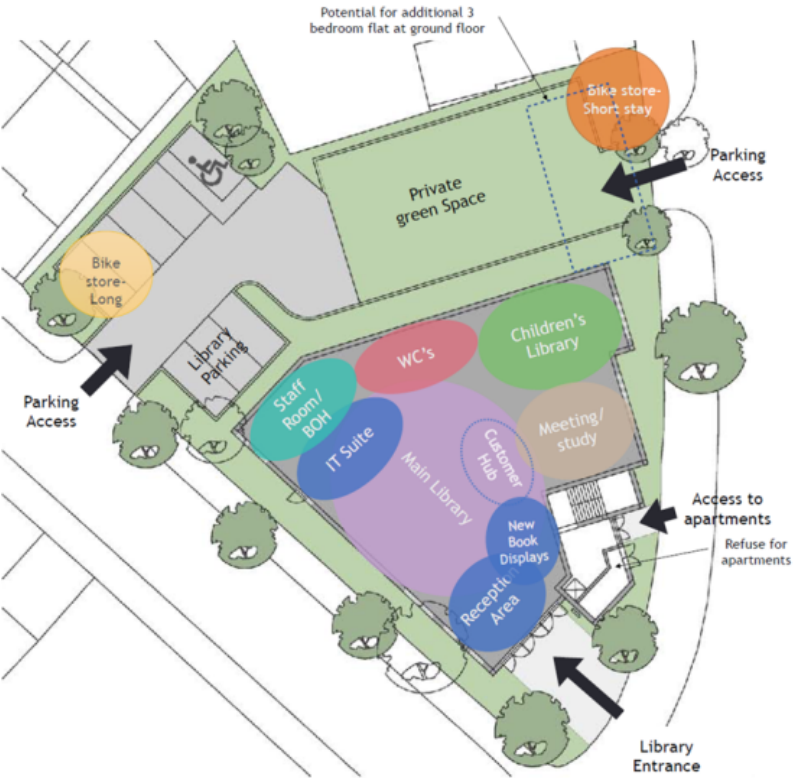 Potential for additional 3
bedroom flat at ground floor
Bike store-
Short stay
Parking
Access
Private
green Space
Bike
store-
Long
Library
Parking
Parking
Access
Children's
Library
WC's
Staff
Room/
BOH
IT Suite
Main Library
Customer
Hub
Meeting/
study
New
Book
Displays
Reception
Area
Access to
apartments
Refuse for
apartments
Library
Entrance